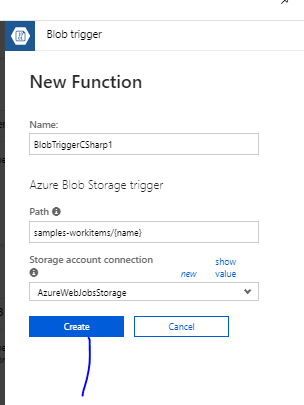 Blob trigger
New Function
Name:
BlobTriggerCSharp1
Azure Blob Storage trigger
Path
samples-workitems/{name}
Storage account connection new show value
AzureWebJobsStorage
Create Cancel